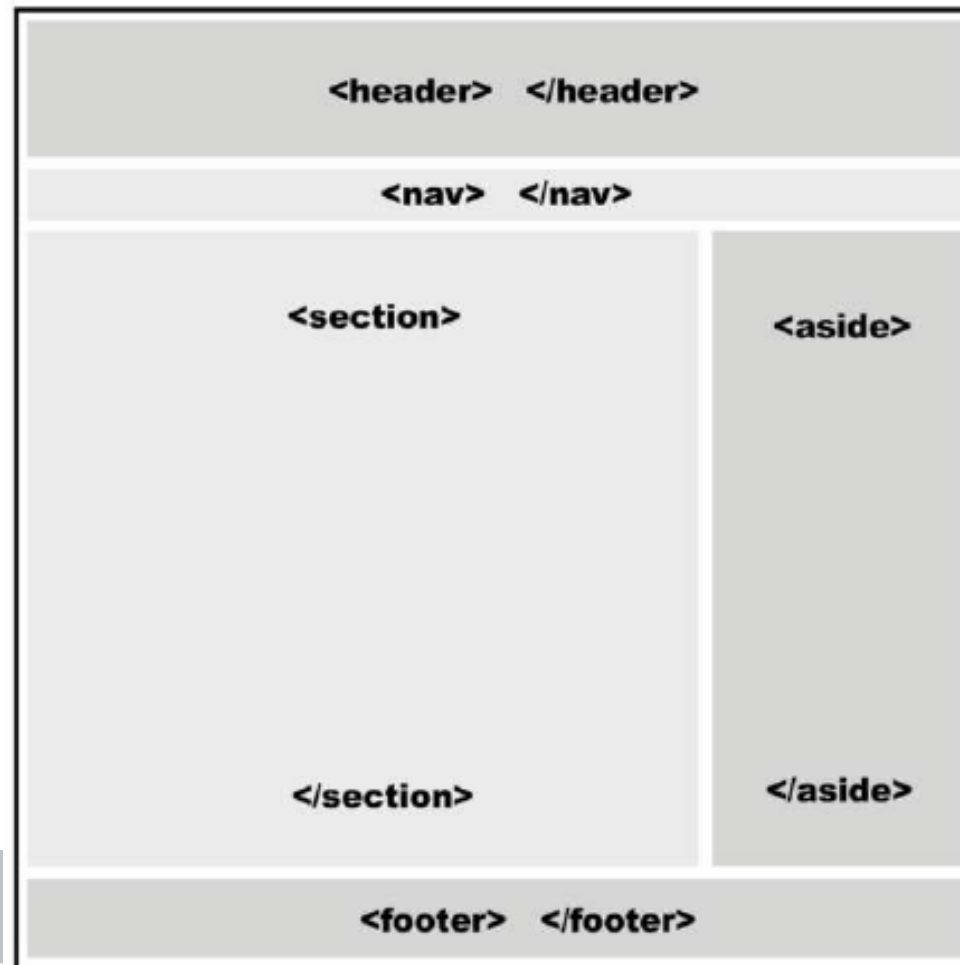 <header> </header>
<nav> </nav>
<section>
<aside>
</section>
</aside>
<footer> </footer>